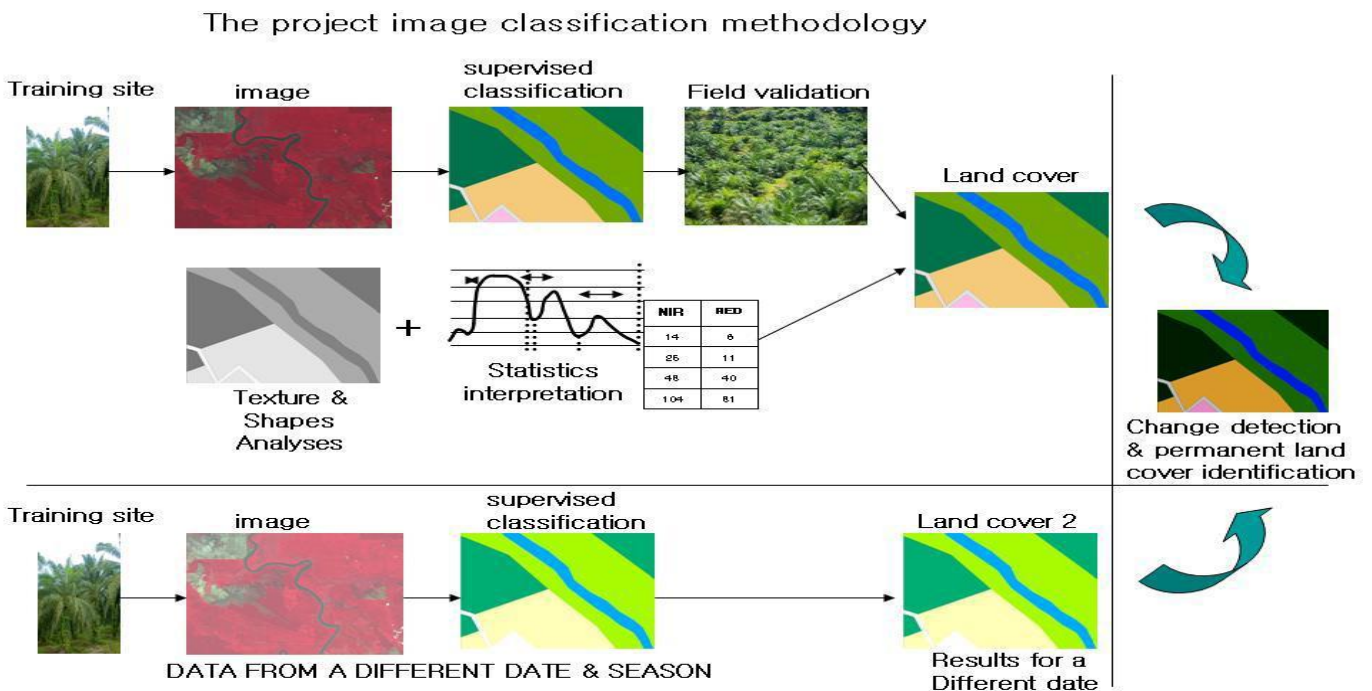 The project image classification methodology
Training site
image
supervised
classification
Field validation
Land cover
Texture &
Shapes
Analyses
+
Statistics
interpretation
NIR RED
14 6
25 11
48 40
104 81
Change detection
& permanent land
cover identification
Training site
image
supervised
classification
Land cover 2
DATA FROM A DIFFERENT DATE & SEASON
Results for a
Different date